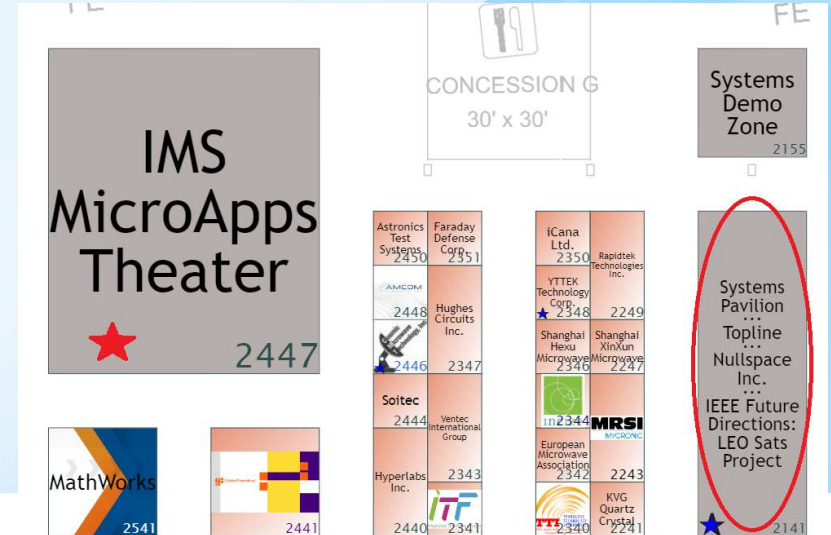 FE
CONCESSION G
30' x 30'
IMS
MicroApps
Theater
2447
Systems
Demo
Zone
2155
Astronics
Test
Systems
2450
Faraday
Defense
Corp.
2351
AMCOM
2448
Hughes
Circuits
Inc.
2347
2446
Soitec
2444
Ventec
International
Group
2343
Hyperlabs
Inc.
2440
iTF
2341
iCana
Ltd.
2350
Rapidtek
Technologies
Inc.
2249
YTTEK
Technology
Corp.
2348
Shanghai
Hexu
Microwave
2346
Shanghai
XinXun
Microwave
2247
2344
MRSI
MYCRONIC
2243
European
Microwave
Association
2342
TTI
2340
KVG
Quartz
Crystal
2241
Systems
Pavilion
...
Topline
...
Nullspace
Inc.
...
IEEE Future
Directions:
LEO Sats
Project
2141
MathWorks
2541
2441